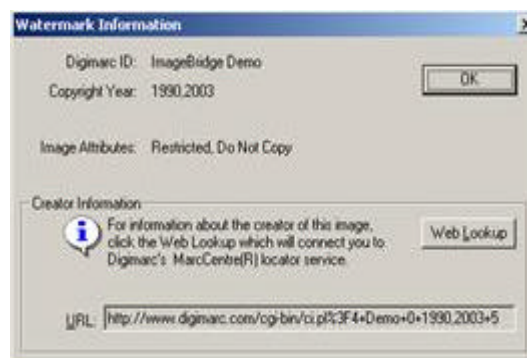 Watermark Information
Digimarc ID: ImageBridge Demo
OK
Copyright Year: 1990,2003
Image Attributes: Restricted, Do Not Copy
Creator Information
For information about the creator of this image,
click the Web Lookup which will connect you to
Digimarc's MarcCentre(R) locator service.
Web Lookup
URL: http://www.digimarc.com/cgi-bin/ci.pl%3F4+Demo+0+1990,2003+5